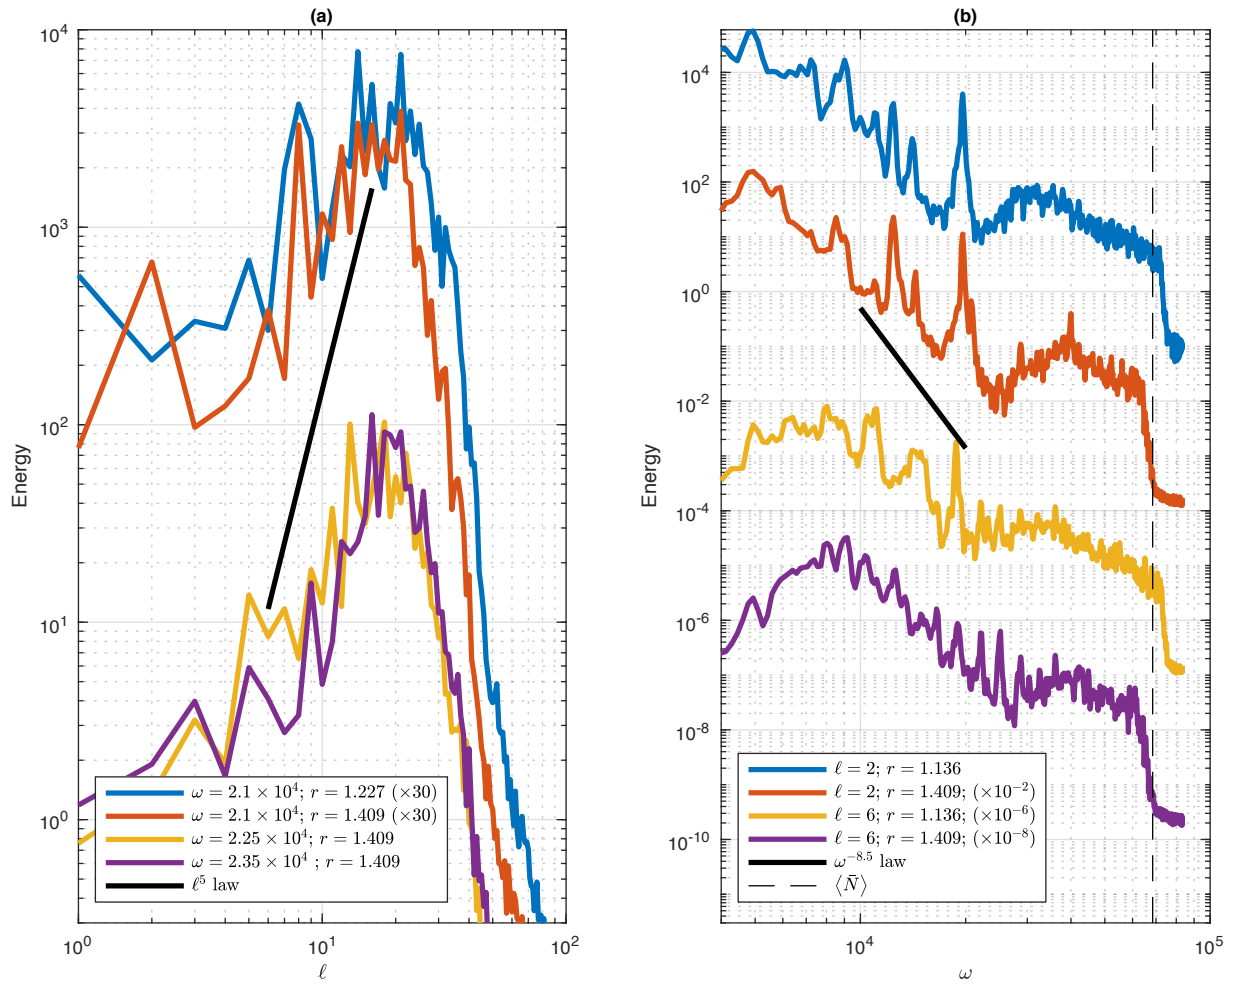 (a)
10^4
10^3
10^2
10^1
10^0
Energy
10^0
10^1
10^2
ℓ
ω = 2.1 × 10^4; r = 1.227 (×30)
ω = 2.1 × 10^4; r = 1.409 (×30)
ω = 2.25 × 10^4; r = 1.409
ω = 2.35 × 10^4 ; r = 1.409
ℓ^5 law
(b)
10^4
10^2
10^0
10^-2
10^-4
10^-6
10^-8
10^-10
Energy
10^4
10^5
ω
ℓ = 2; r = 1.136
ℓ = 2; r = 1.409; (×10^-2)
ℓ = 6; r = 1.136; (×10^-6)
ℓ = 6; r = 1.409; (×10^-8)
ω^-8.5 law
⟨N̄⟩